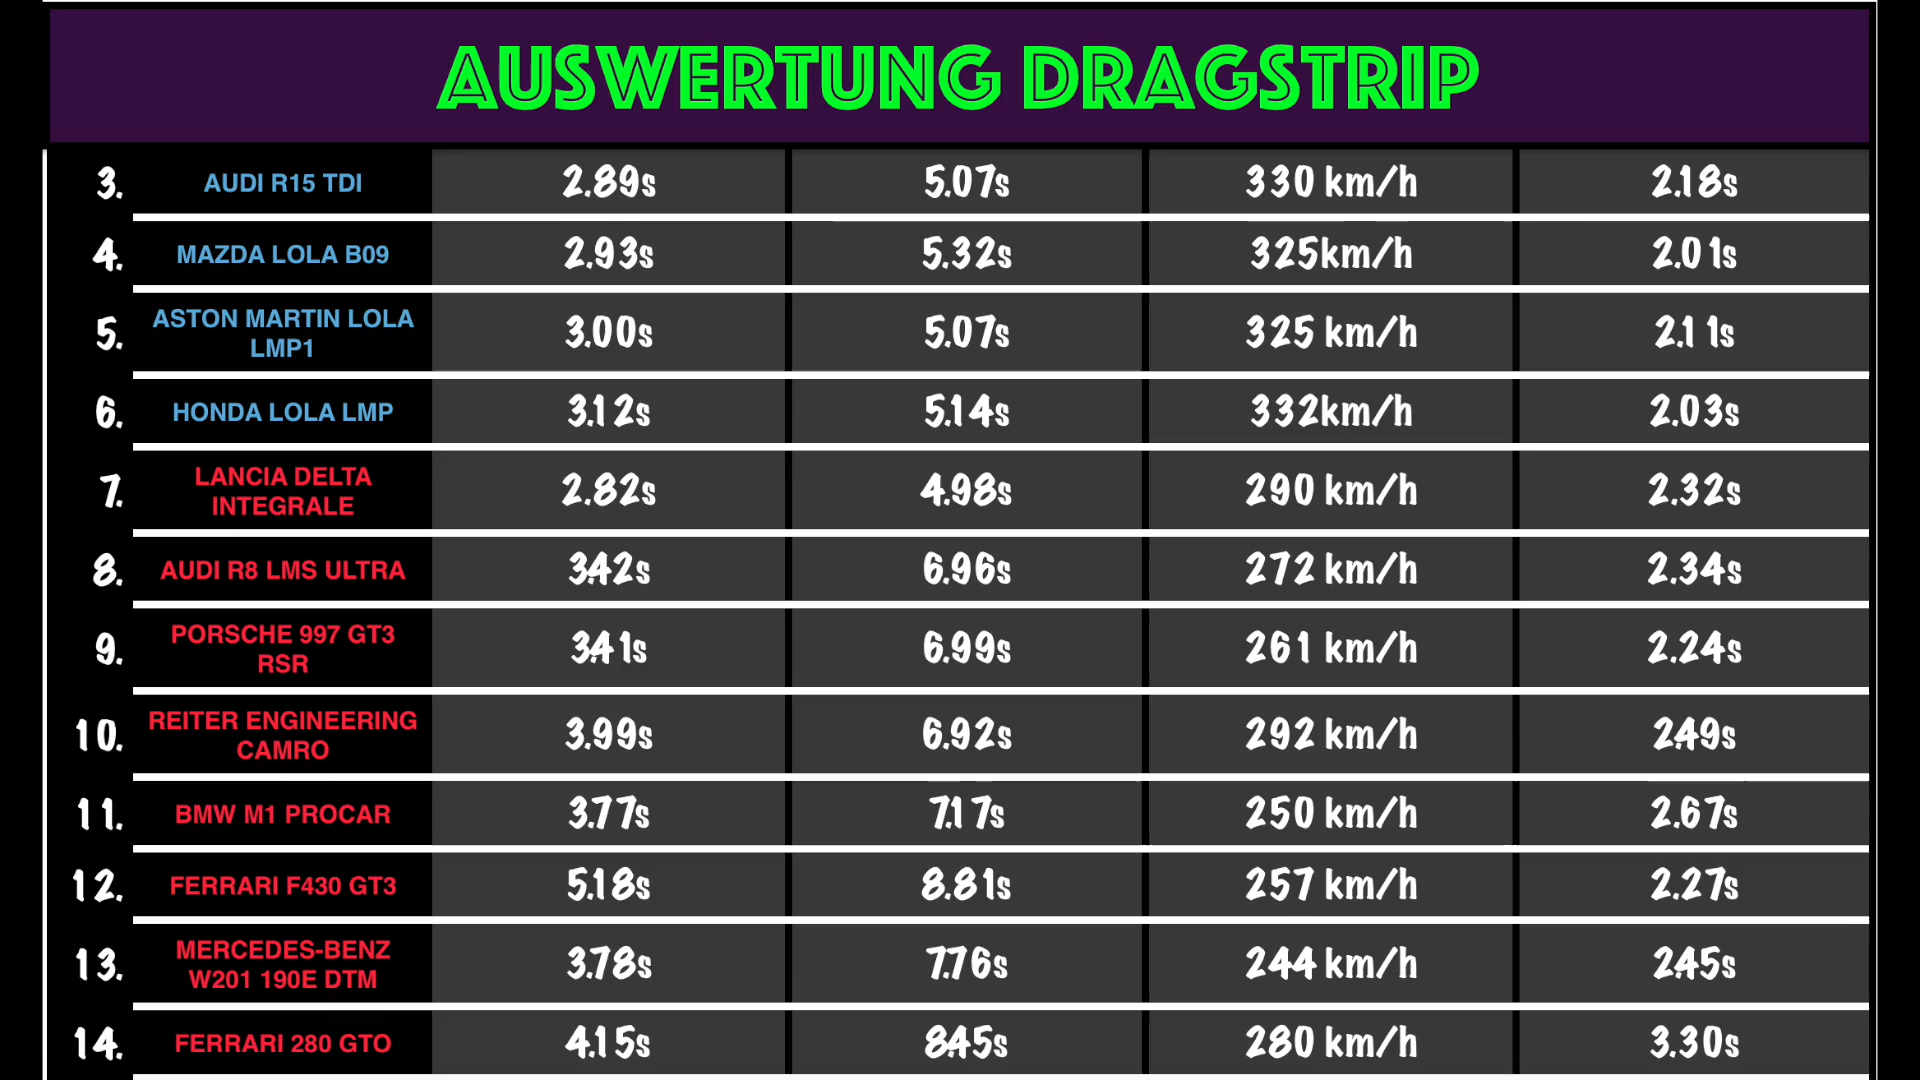 AUSWERTUNG DRAGSTRIP
3. AUDI R15 TDI 2.89s 5.07s 330 km/h 2.18s
4. MAZDA LOLA B09 2.93s 5.32s 325km/h 2.01s
5. ASTON MARTIN LOLA
LMP1 3.00s 5.07s 325 km/h 2.11s
6. HONDA LOLA LMP 3.12s 5.14s 332km/h 2.03s
7. LANCIA DELTA
INTEGRALE 2.82s 4.98s 290 km/h 2.32s
8. AUDI R8 LMS ULTRA 3.42s 6.96s 272 km/h 2.34s
9. PORSCHE 997 GT3
RSR 3.41s 6.99s 261 km/h 2.24s
10. REITER ENGINEERING
CAMRO 3.99s 6.92s 292 km/h 2.49s
11. BMW M1 PROCAR 3.77s 7.17s 250 km/h 2.67s
12. FERRARI F430 GT3 5.18s 8.81s 257 km/h 2.27s
13. MERCEDES-BENZ
W201 190E DTM 3.78s 7.76s 244 km/h 2.45s
14. FERRARI 280 GTO 4.15s 8.45s 280 km/h 3.30s